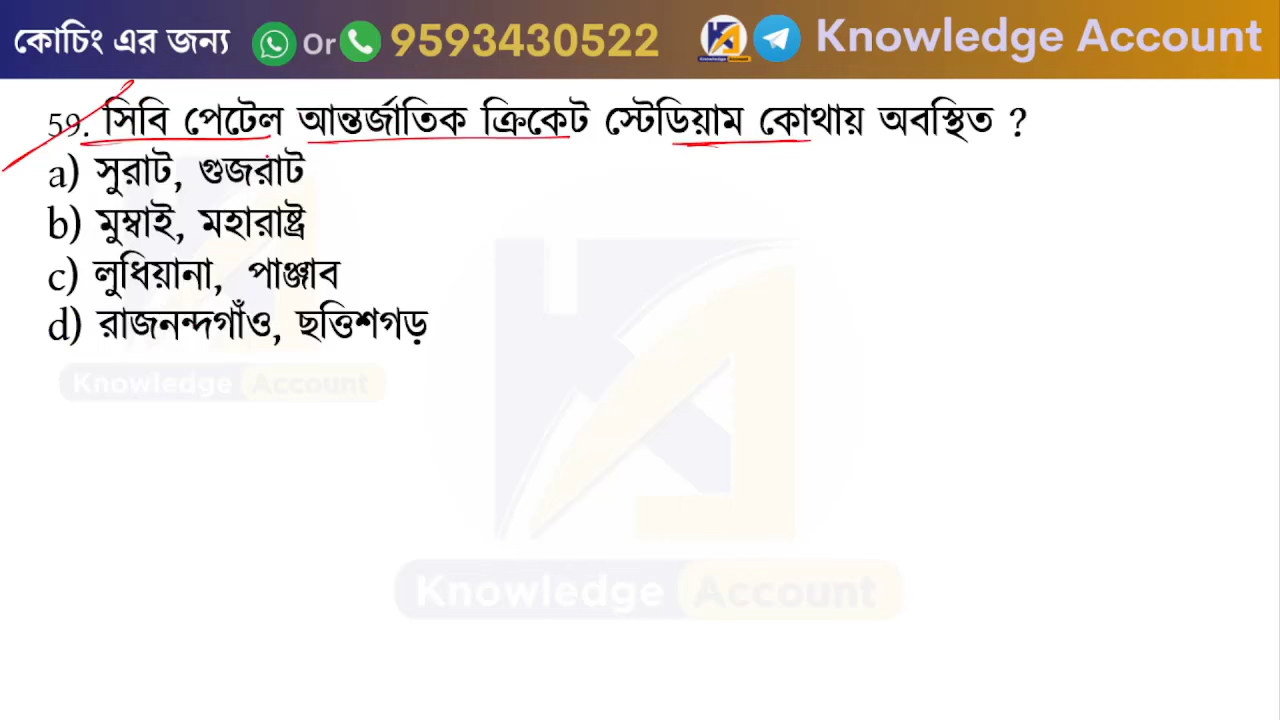 কোচিং এর জন্য Or 9593430522 Knowledge Account
59. সিবি পেটেল আন্তর্জাতিক ক্রিকেট স্টেডিয়াম কোথায় অবস্থিত ?
a) সুরাট, গুজরাট
b) মুম্বাই, মহারাষ্ট্র
c) লুধিয়ানা, পাঞ্জাব
d) রাজনন্দগাঁও, ছত্তিশগড়
Knowledge Account
Knowledge Account